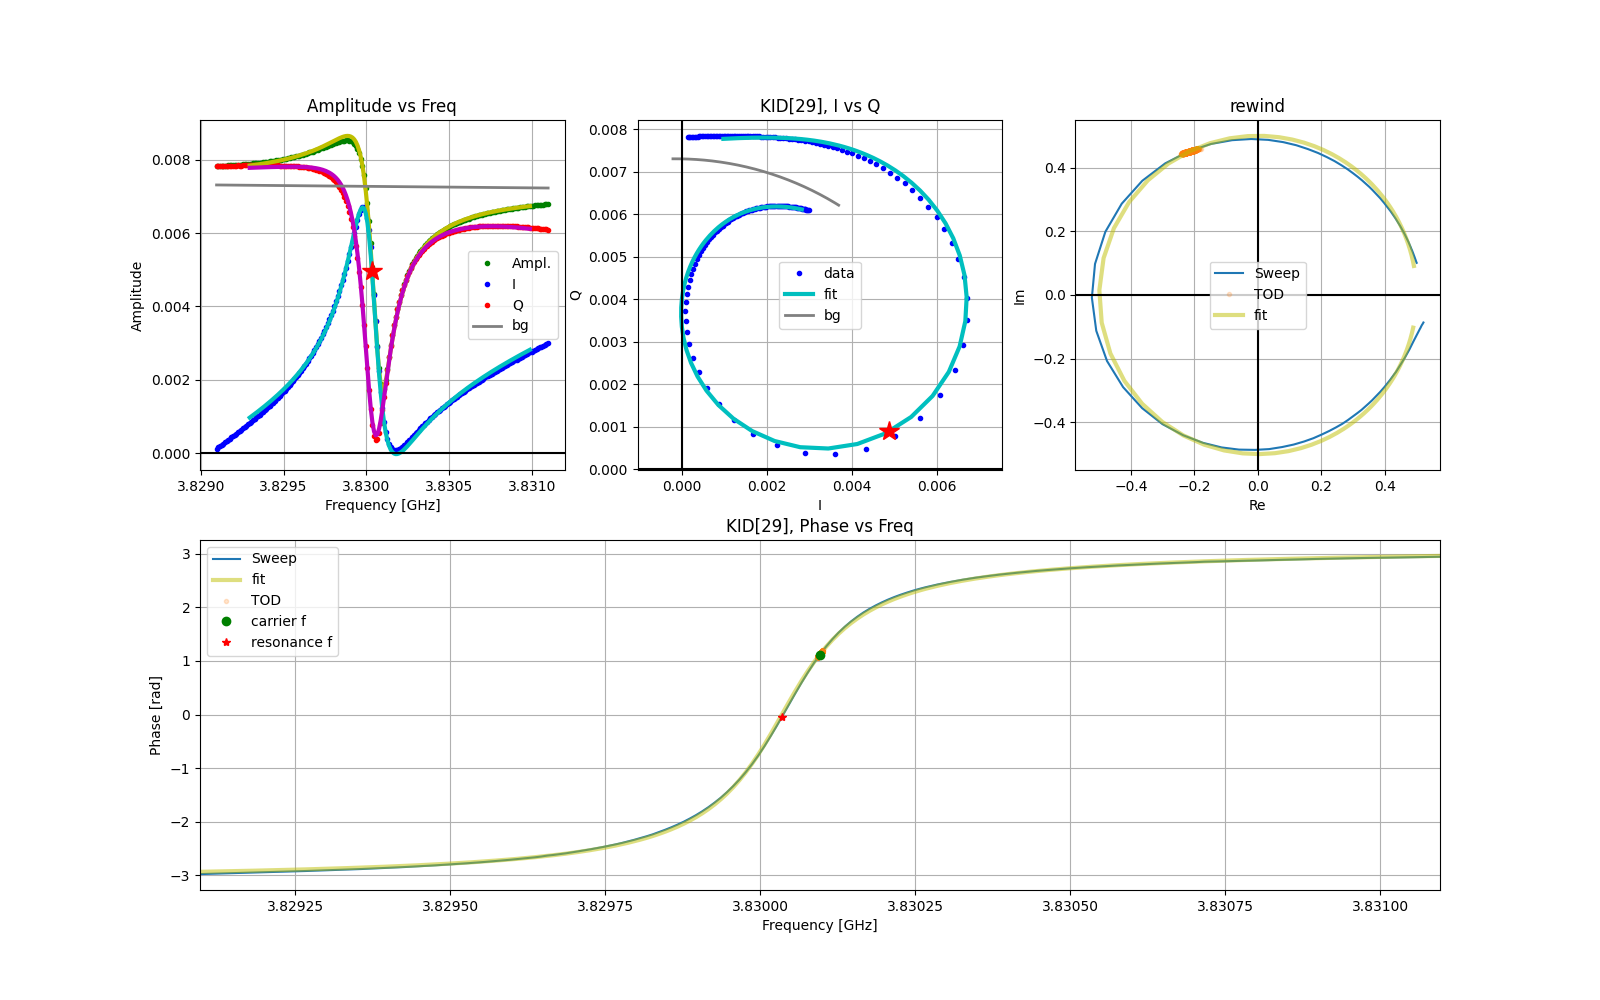 Amplitude vs Freq
Amplitude
0.008
0.006
0.004
0.002
0.000
3.8290
3.8295
3.8300
3.8305
3.8310
Frequency [GHz]
Ampl.
I
Q
bg
KID[29], I vs Q
Q
0.008
0.007
0.006
0.005
0.004
0.003
0.002
0.001
0.000
0.000
0.002
0.004
0.006
I
data
fit
bg
rewind
Im
0.4
0.2
0.0
−0.2
−0.4
−0.4
−0.2
0.0
0.2
0.4
Re
Sweep
TOD
fit
KID[29], Phase vs Freq
Phase [rad]
3
2
1
0
−1
−2
−3
Sweep
fit
TOD
carrier f
resonance f
3.82925
3.82950
3.82975
3.83000
3.83025
3.83050
3.83075
3.83100
Frequency [GHz]